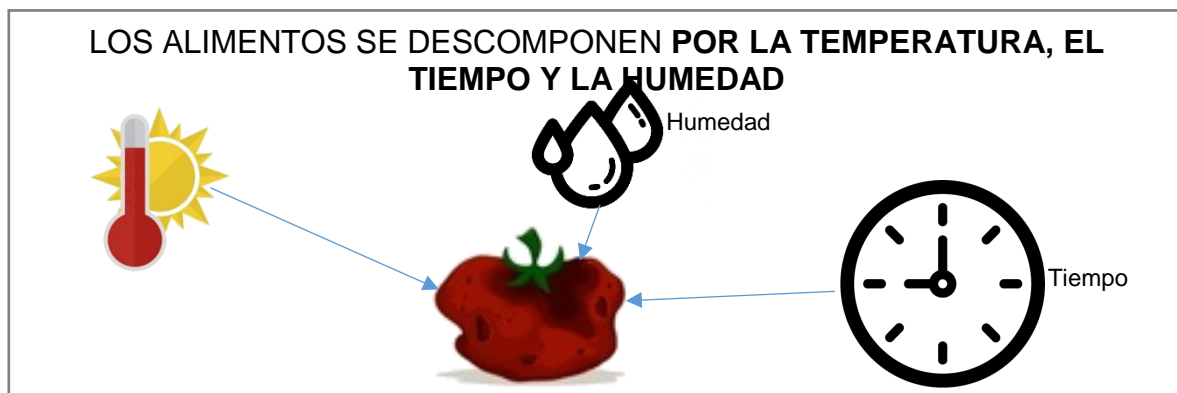 LOS ALIMENTOS SE DESCOMPONEN POR LA TEMPERATURA, EL
TIEMPO Y LA HUMEDAD
Humedad
Tiempo